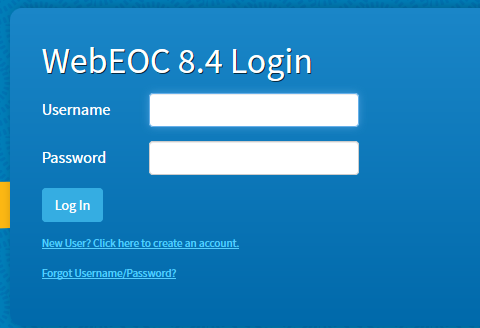 WebEOC 8.4 Login
Username
Password
Log In
New User? Click here to create an account.
Forgot Username/Password?